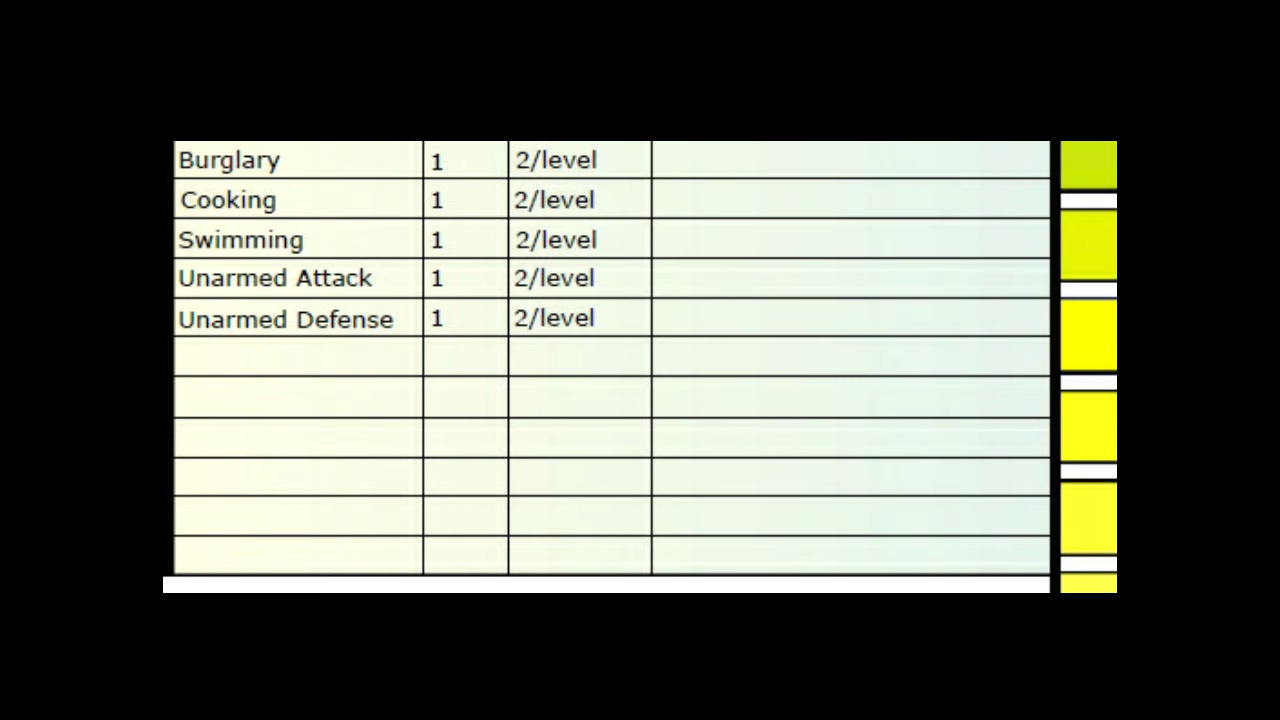 Burglary 1 2/level
Cooking 1 2/level
Swimming 1 2/level
Unarmed Attack 1 2/level
Unarmed Defense 1 2/level